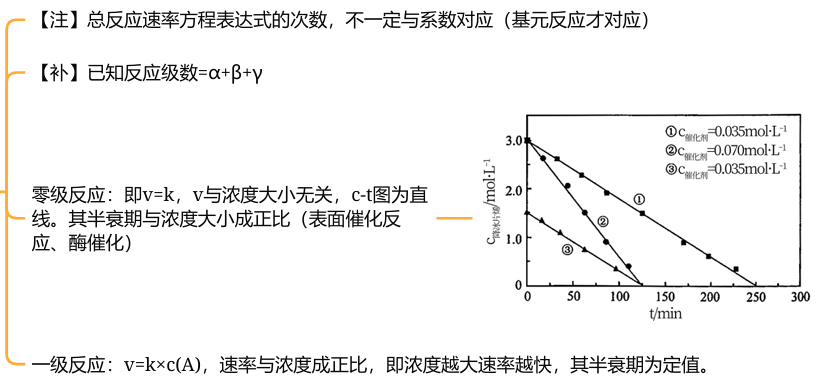 【注】总反应速率方程表达式的次数，不一定与系数对应（基元反应才对应）
【补】已知反应级数=α+β+γ
零级反应：即v=k，v与浓度大小无关，c-t图为直
线。其半衰期与浓度大小成正比（表面催化反
应、酶催化）
①c催化剂=0.035mol·L⁻¹
②c催化剂=0.070mol·L⁻¹
③c催化剂=0.035mol·L⁻¹
c降冰片烯/mol·L⁻¹
3.0
2.0
1.0
0
①
②
③
0 50 100 150 200 250 300
t/min
一级反应：v=k×c(A)，速率与浓度成正比，即浓度越大速率越快，其半衰期为定值。